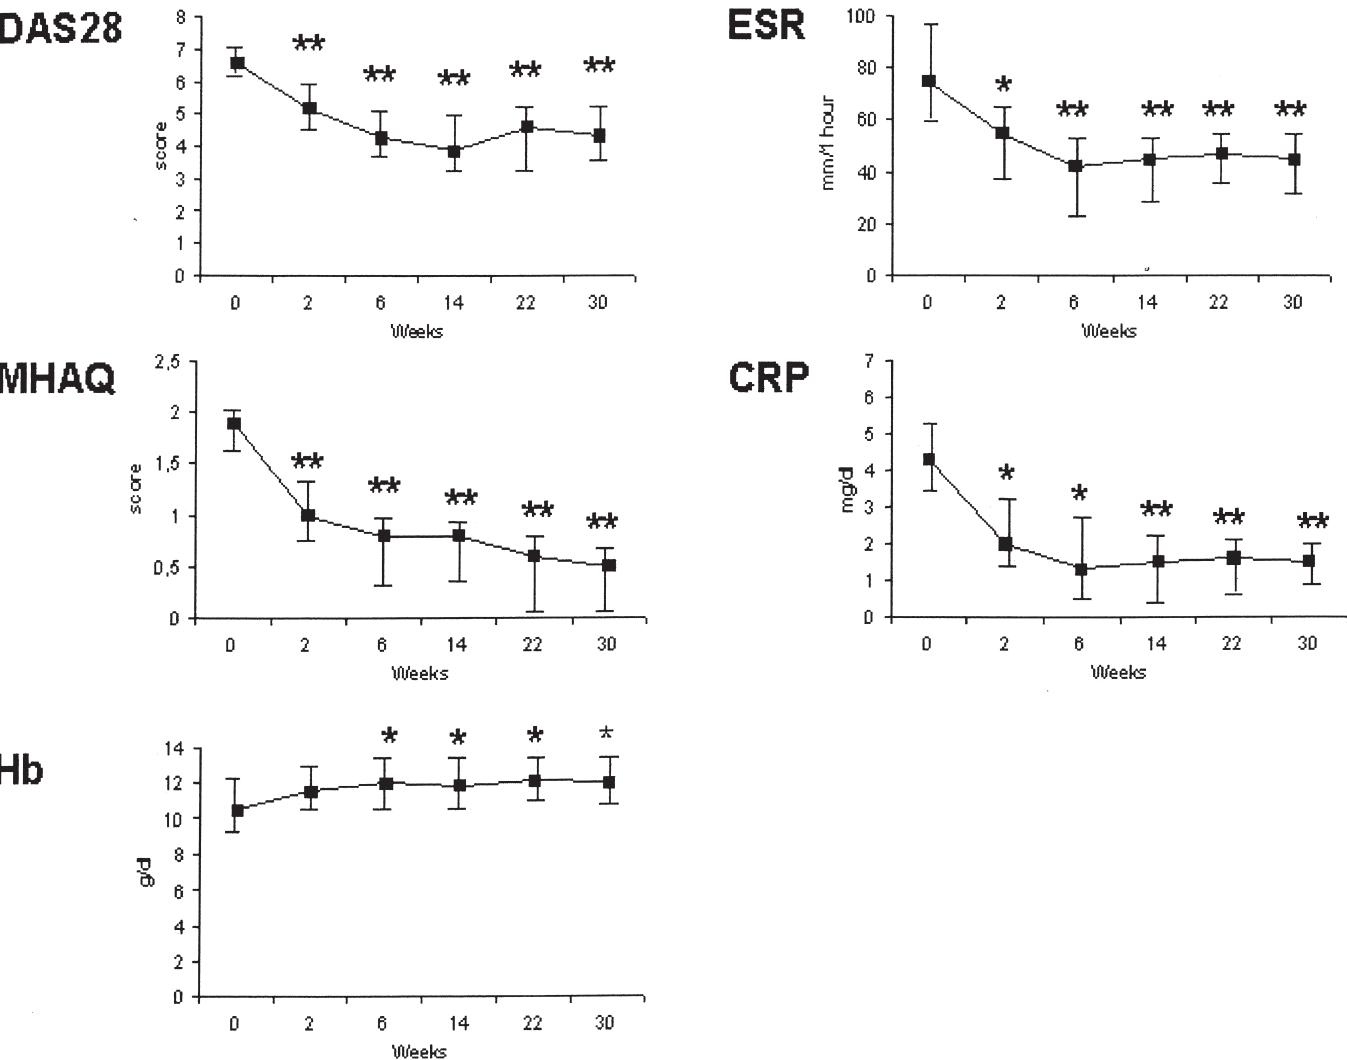 DAS28
8
7
6
5
4
3
2
1
0
score
** ** ** ** **
0 2 6 14 22 30
Weeks
ESR
100
80
60
40
20
0
mm/1 hour
* ** ** ** **
0 2 6 14 22 30
Weeks
MHAQ
2,5
2
1,5
1
0,5
0
score
** ** ** ** **
0 2 6 14 22 30
Weeks
CRP
7
6
5
4
3
2
1
0
mg/d
* * ** ** **
0 2 6 14 22 30
Weeks
Hb
14
12
10
8
6
4
2
0
g/d
* * * *
0 2 6 14 22 30
Weeks